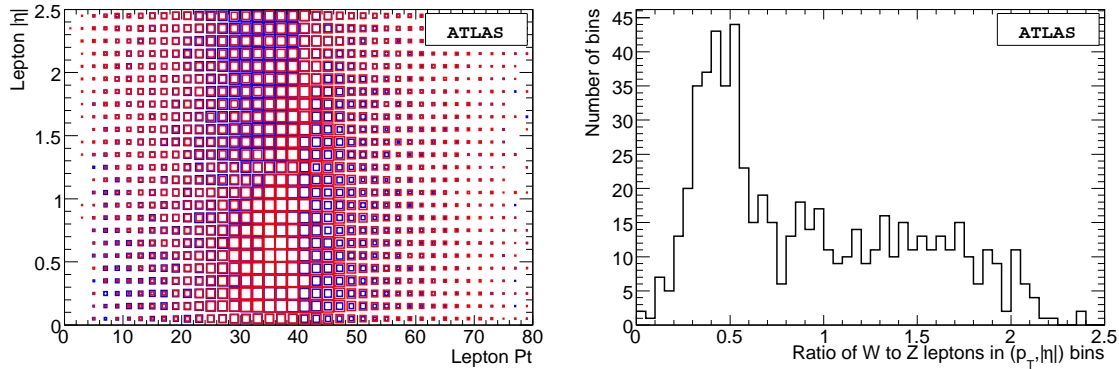 Lepton |η|
2.5
2
1.5
1
0.5
0
ATLAS
0 10 20 30 40 50 60 70 80
Lepton Pt
Number of bins
45
40
35
30
25
20
15
10
5
0
ATLAS
0 0.5 1 1.5 2 2.5
Ratio of W to Z leptons in (p_T,|η|) bins